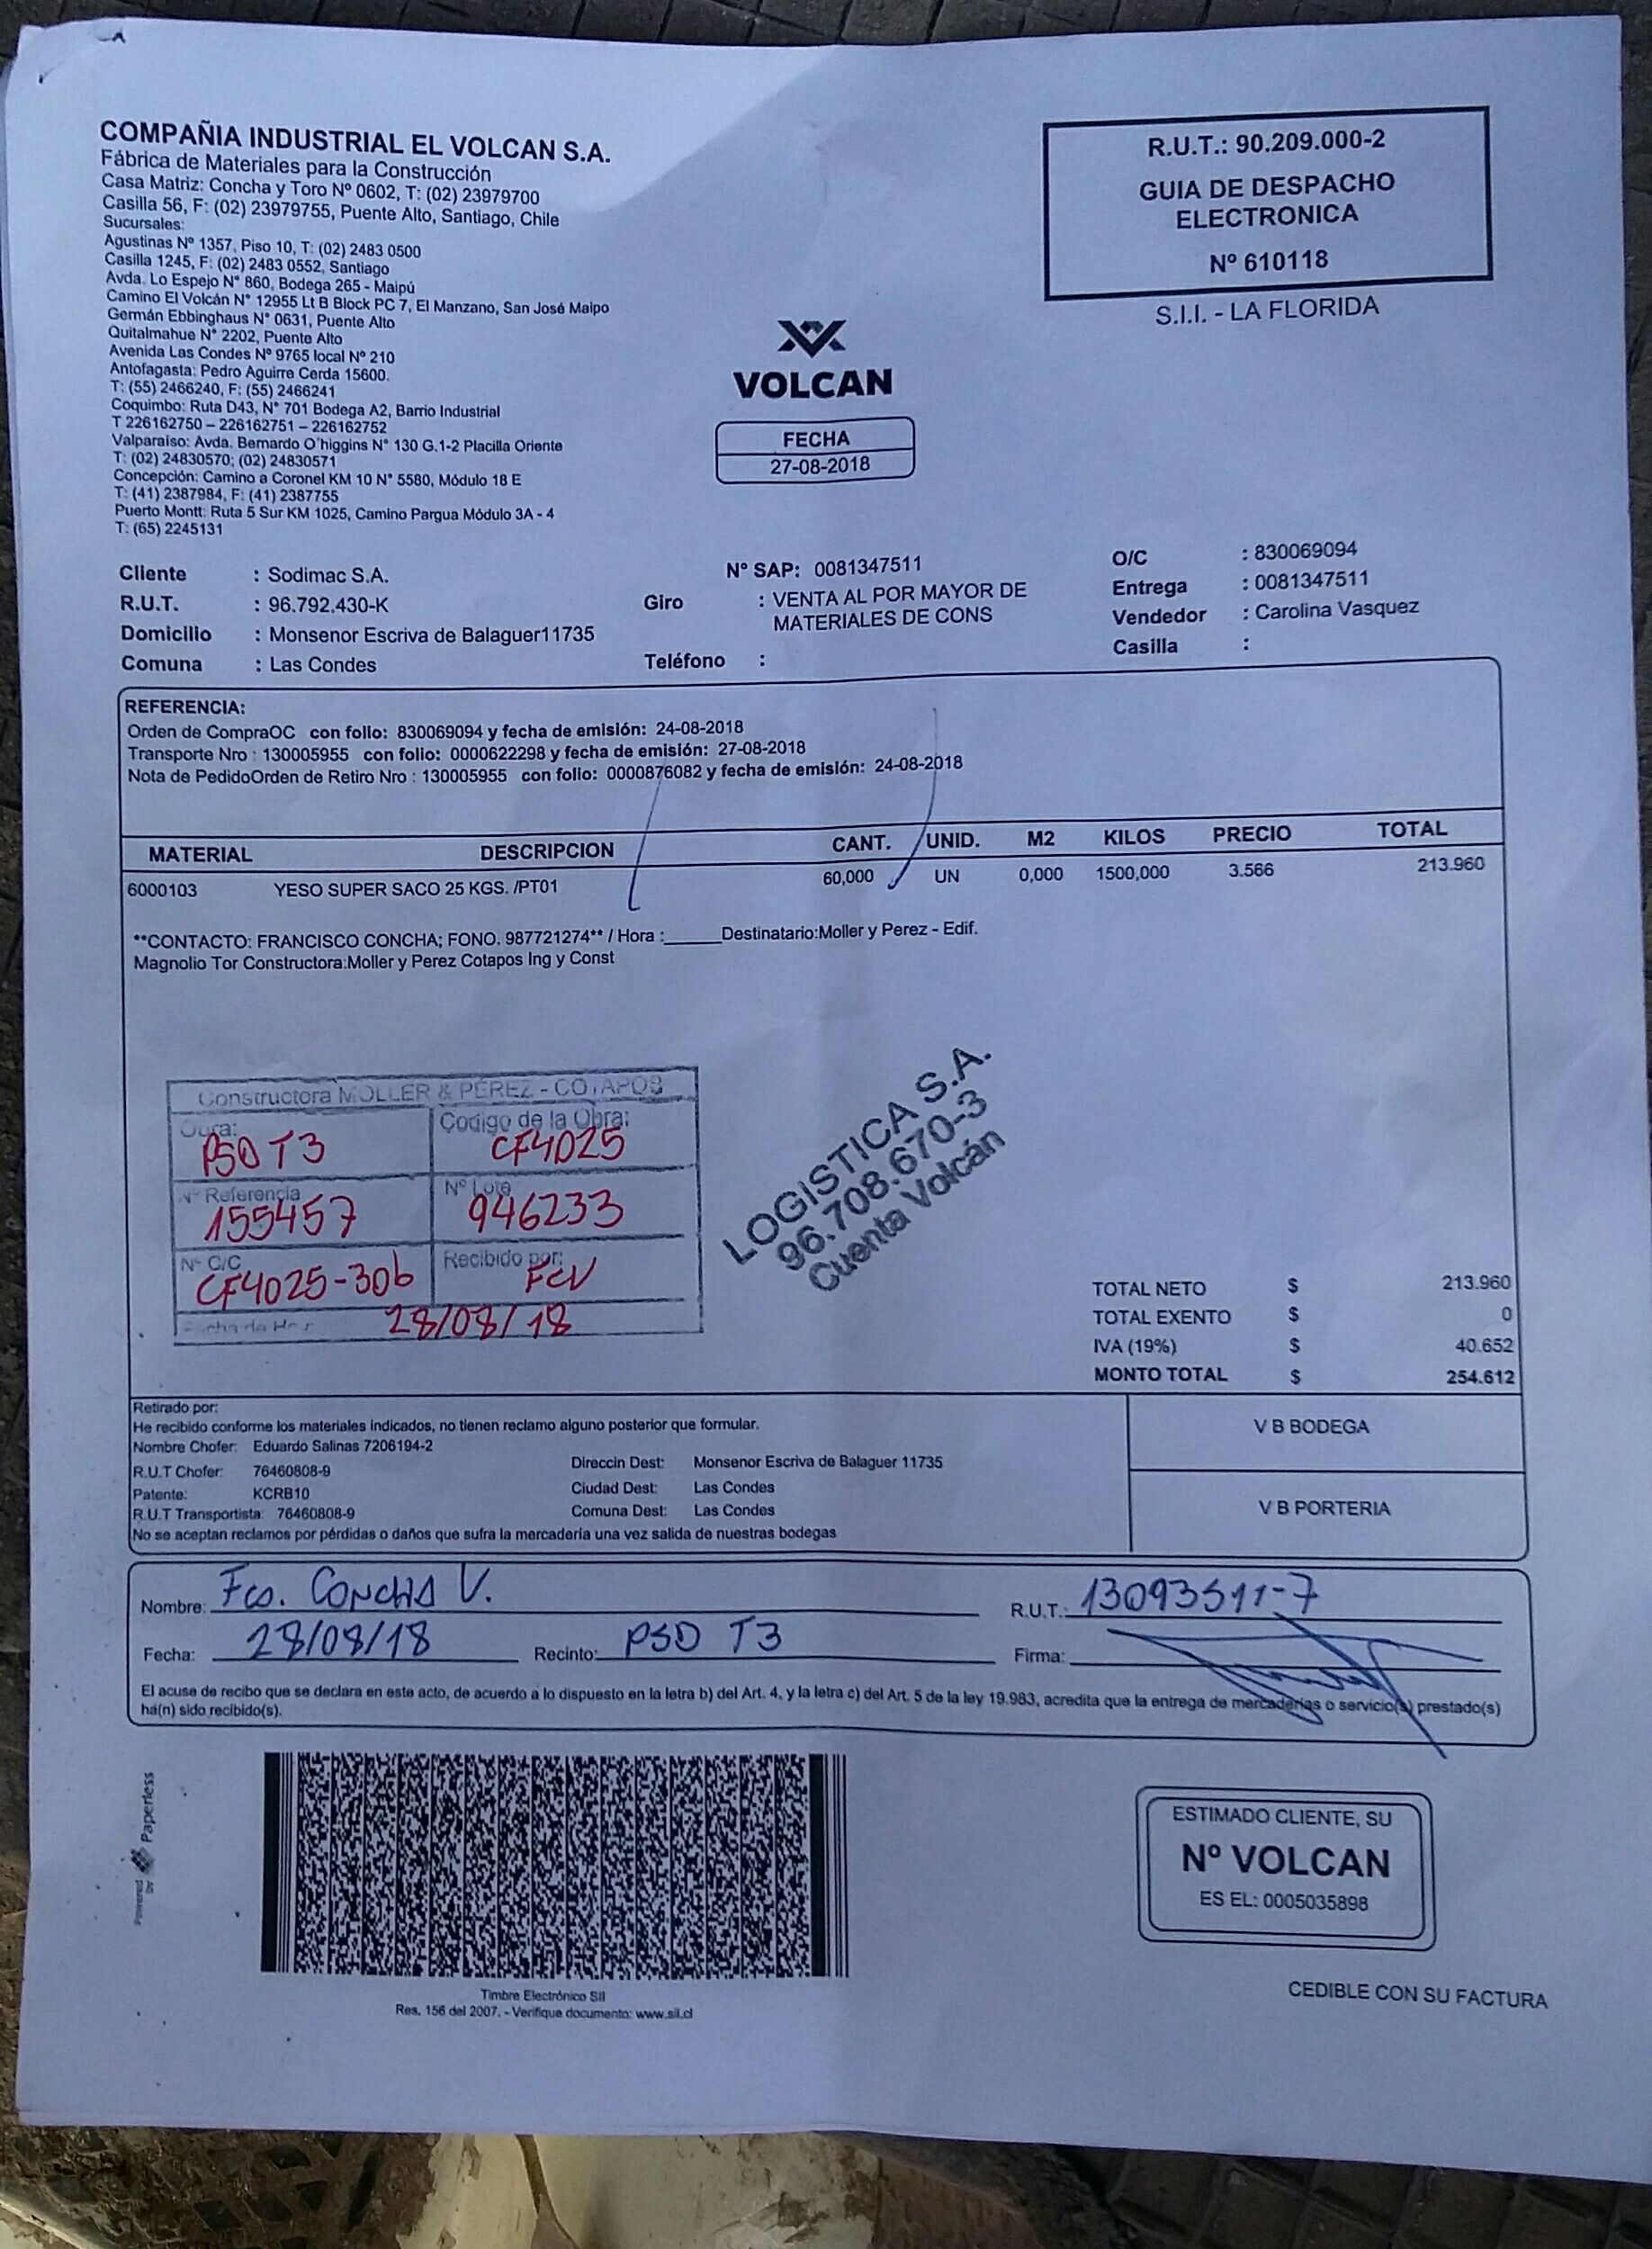 COMPAÑIA INDUSTRIAL EL VOLCAN S.A.
Fábrica de Materiales para la Construcción
Casa Matriz: Concha y Toro Nº 0602, T: (02) 23979700
Casilla 56, F: (02) 23979755, Puente Alto, Santiago, Chile
Sucursales:
Agustinas Nº 1357, Piso 10, T: (02) 2483 0500
Casilla 1245, F: (02) 2483 0552, Santiago
Avda. Lo Espejo N° 860, Bodega 265 - Maipú
Camino El Volcán N° 12955 Lt B Block PC 7, El Manzano, San José Maipo
Germán Ebbinghaus N° 0631, Puente Alto
Quitalmahue N° 2202, Puente Alto
Avenida Las Condes Nº 9765 local Nº 210
Antofagasta: Pedro Aguirre Cerda 15600.
T: (55) 2466240, F: (55) 2466241
Coquimbo: Ruta D43, N° 701 Bodega A2, Barrio Industrial
T 226162750 – 226162751 – 226162752
Valparaiso: Avda. Bernardo O'higgins N° 130 G.1-2 Placilla Oriente
T: (02) 24830570; (02) 24830571
Concepción: Camino a Coronel KM 10 N° 5580, Módulo 18 E
T: (41) 2387984, F: (41) 2387755
Puerto Montt: Ruta 5 Sur KM 1025, Camino Pargua Módulo 3A - 4
T: (65) 2245131
R.U.T.: 90.209.000-2
GUIA DE DESPACHO
ELECTRONICA
Nº 610118
S.I.I. - LA FLORIDA
VOLCAN
FECHA
27-08-2018
Cliente : Sodimac S.A.
R.U.T. : 96.792.430-K
Domicilio : Monsenor Escriva de Balaguer11735
Comuna : Las Condes
N° SAP: 0081347511
Giro : VENTA AL POR MAYOR DE
MATERIALES DE CONS
Teléfono :
O/C : 830069094
Entrega : 0081347511
Vendedor : Carolina Vasquez
Casilla :
REFERENCIA:
Orden de CompraOC con folio: 830069094 y fecha de emisión: 24-08-2018
Transporte Nro : 130005955 con folio: 0000622298 y fecha de emisión: 27-08-2018
Nota de PedidoOrden de Retiro Nro : 130005955 con folio: 0000876082 y fecha de emisión: 24-08-2018
MATERIAL DESCRIPCION CANT. UNID. M2 KILOS PRECIO TOTAL
6000103 YESO SUPER SACO 25 KGS. /PT01 60,000 UN 0,000 1500,000 3.566 213.960
**CONTACTO: FRANCISCO CONCHA; FONO. 987721274** / Hora :______Destinatario:Moller y Perez - Edif.
Magnolio Tor Constructora:Moller y Perez Cotapos Ing y Const
Constructora MOLLER & PÉREZ - COTAPOS
Obra: PSD T3
Codigo de la Obra: CF4025
Nº Referencia 155457
Nº Lote 946233
Nº C/C CF4025-306
Recibido por: FCV
28/08/18
LOGISTICA S.A.
96.708.670-3
Cuenta Volcán
TOTAL NETO $ 213.960
TOTAL EXENTO $ 0
IVA (19%) $ 40.652
MONTO TOTAL $ 254.612
Retirado por:
He recibido conforme los materiales indicados, no tienen reclamo alguno posterior que formular.
Nombre Chofer: Eduardo Salinas 7206194-2
R.U.T Chofer: 76460808-9
Patente: KCRB10
R.U.T Transportista: 76460808-9
Direccin Dest: Monsenor Escriva de Balaguer 11735
Ciudad Dest: Las Condes
Comuna Dest: Las Condes
No se aceptan reclamos por pérdidas o daños que sufra la mercadería una vez salida de nuestras bodegas
V B BODEGA
V B PORTERIA
Nombre: Fco. Concha V.
R.U.T.: 13093511-7
Fecha: 28/08/18 Recinto: PSD T3
Firma:
El acuse de recibo que se declara en este acto, de acuerdo a lo dispuesto en la letra b) del Art. 4, y la letra c) del Art. 5 de la ley 19.983, acredita que la entrega de mercaderías o servicio(s) prestado(s)
ha(n) sido recibido(s).
Powered by Paperless
Timbre Electrónico SII
Res. 156 del 2007. - Verifique documento: www.sii.cl
ESTIMADO CLIENTE, SU
Nº VOLCAN
ES EL: 0005035898
CEDIBLE CON SU FACTURA